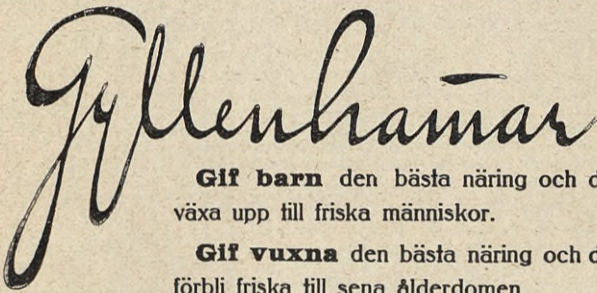 Gyllenhamar
Gif barn den bästa näring och d
växa upp till friska människor.
Gif vuxna den bästa näring och d
förbli friska till sena ålderdomen